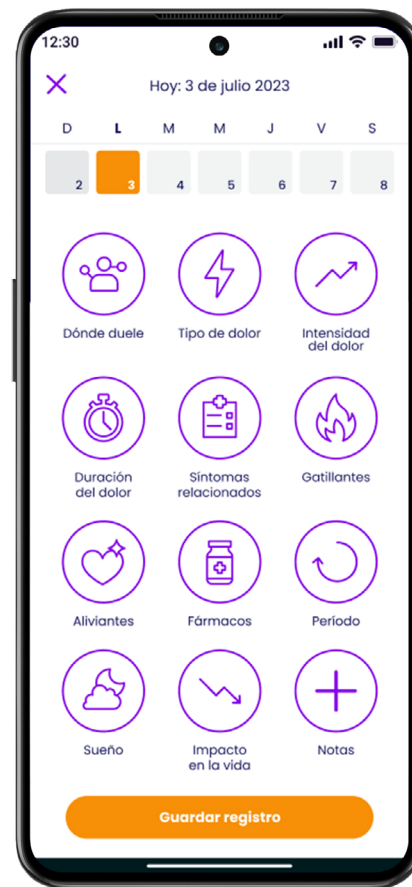 12:30
Hoy: 3 de julio 2023
D L M M J V S
2 3 4 5 6 7 8
Dónde duele Tipo de dolor Intensidad
del dolor
Duración Síntomas Gatillantes
del dolor relacionados
Aliviantes Fármacos Período
Sueño Impacto Notas
en la vida
Guardar registro